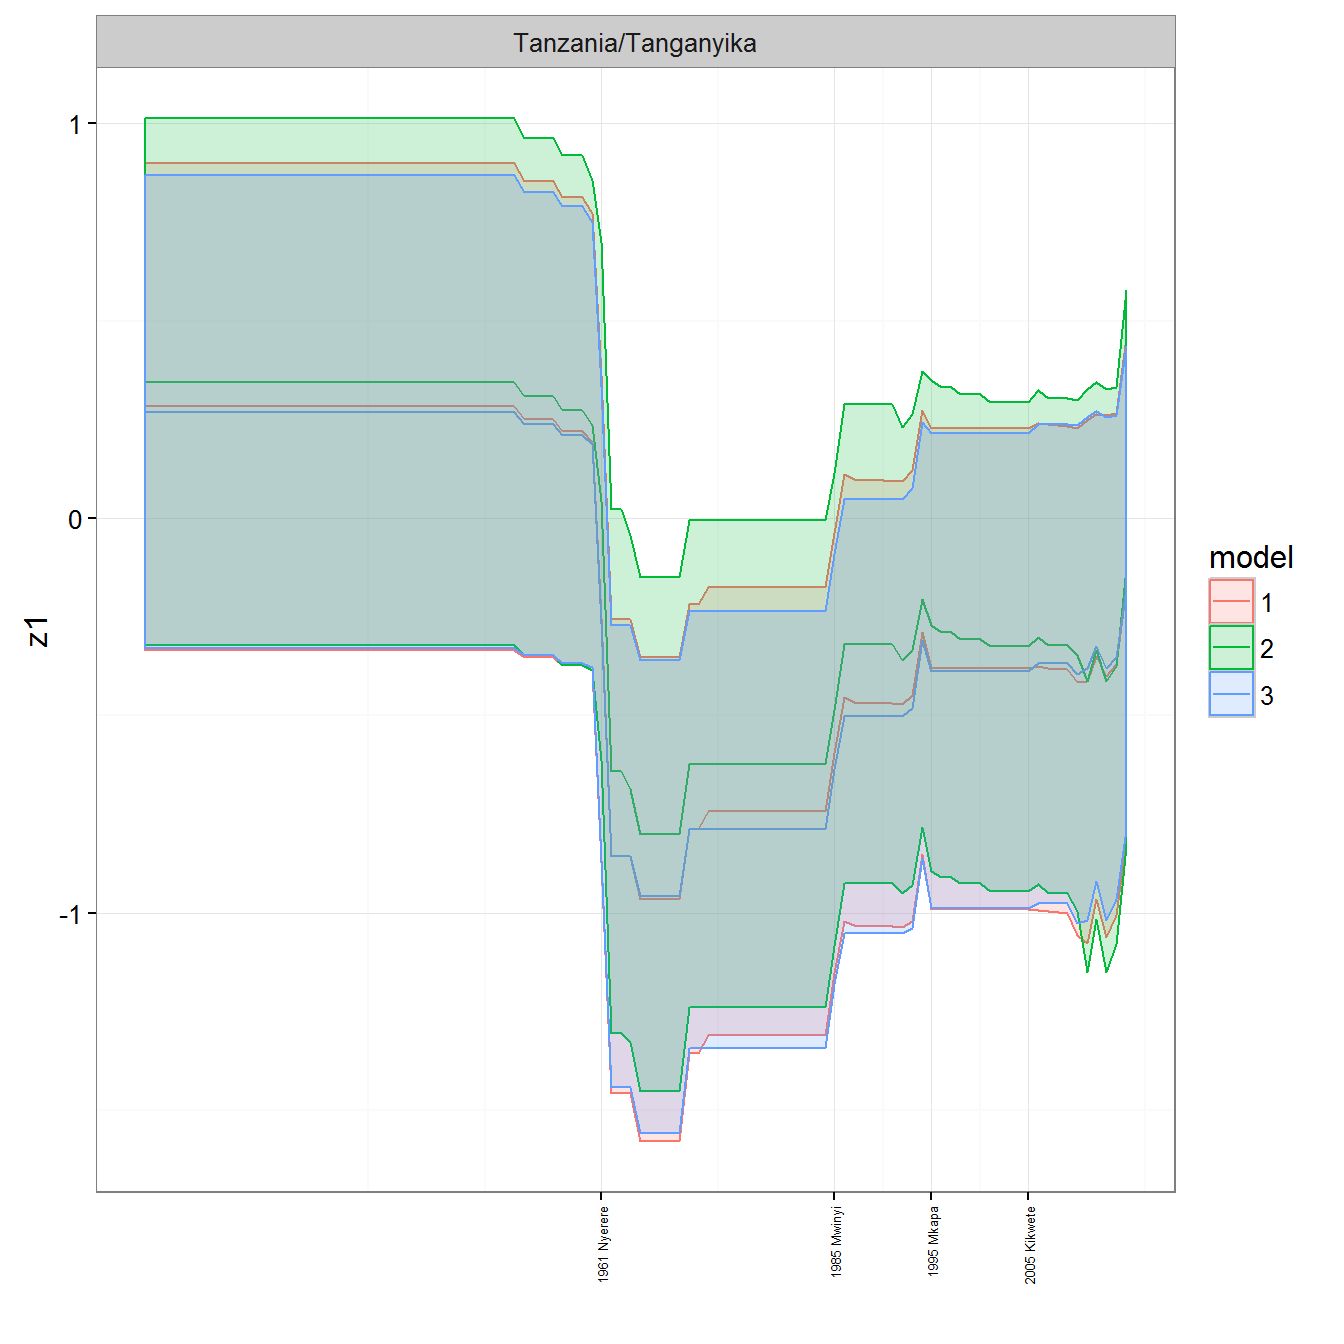 Tanzania/Tanganyika
1
0
-1
z1
1961 Nyerere
1985 Mwinyi
1995 Mkapa
2005 Kikwete
model
1
2
3